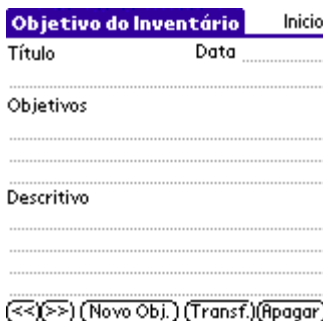 Objetivo do Inventário Inicio
Título Data
Objetivos
Descritivo
<< >> Novo Obj. Transf. Apagar